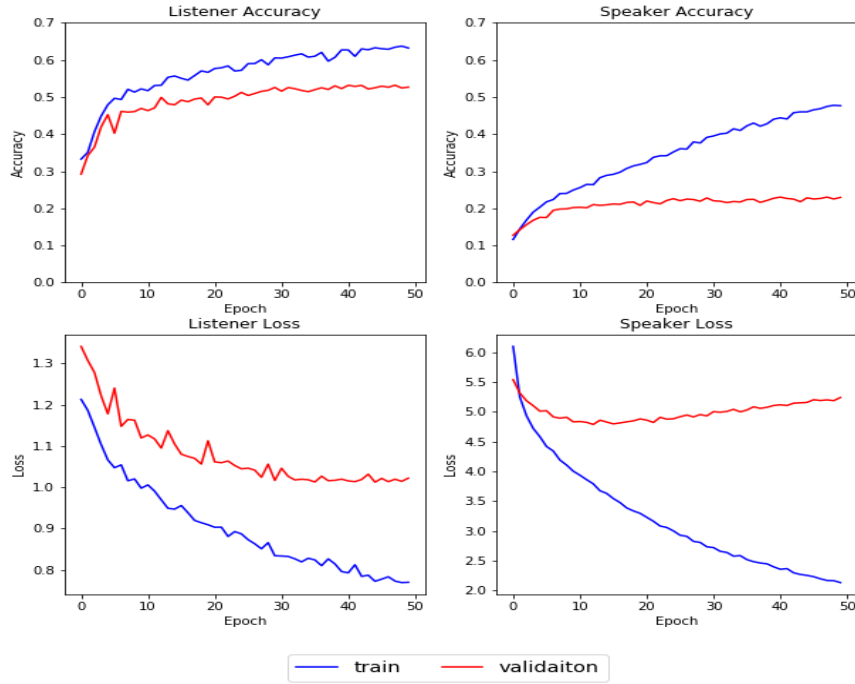 Listener Accuracy
0.7
0.6
0.5
0.4
0.3
0.2
0.1
0.0
Accuracy
0 10 20 30 40 50
Epoch
Speaker Accuracy
0.7
0.6
0.5
0.4
0.3
0.2
0.1
0.0
Accuracy
0 10 20 30 40 50
Epoch
Listener Loss
1.3
1.2
1.1
1.0
0.9
0.8
Loss
0 10 20 30 40 50
Epoch
Speaker Loss
6.0
5.5
5.0
4.5
4.0
3.5
3.0
2.5
2.0
Loss
0 10 20 30 40 50
Epoch
train validaiton